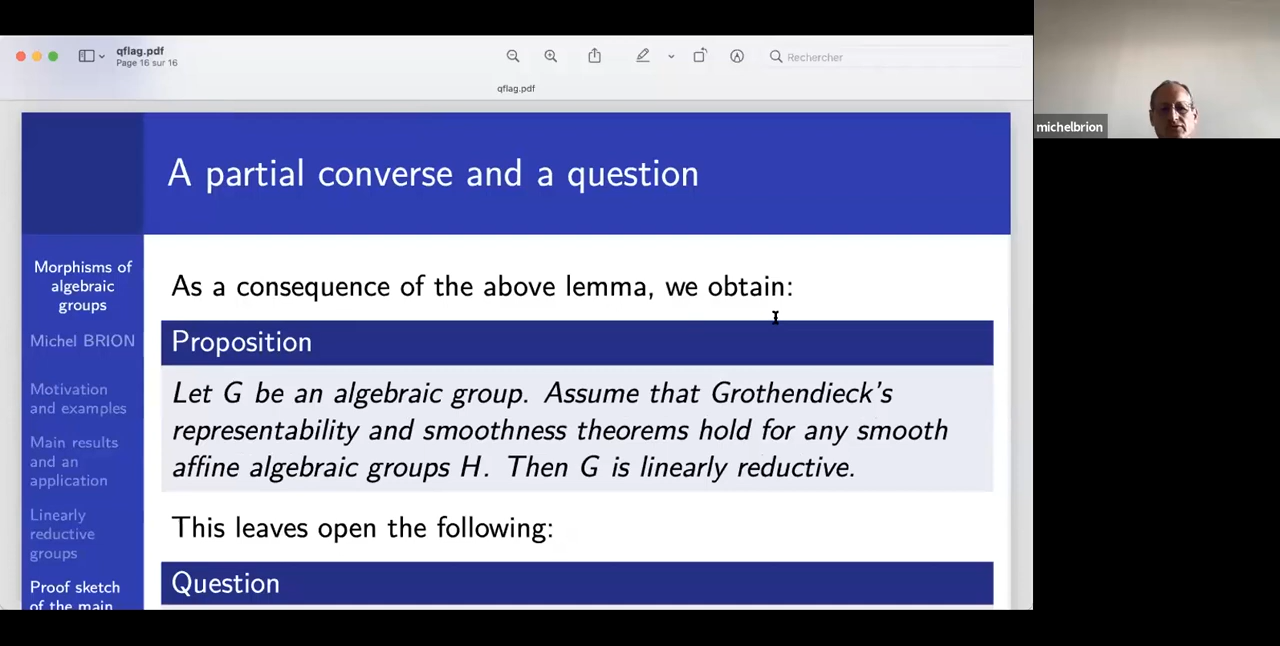 qflag.pdf
Page 16 sur 16
Rechercher
qflag.pdf
michelbrion
A partial converse and a question
Morphisms of
algebraic
groups
Michel BRION
Motivation
and examples
Main results
and an
application
Linearly
reductive
groups
Proof sketch
of the main
As a consequence of the above lemma, we obtain:
Proposition
Let G be an algebraic group. Assume that Grothendieck's
representability and smoothness theorems hold for any smooth
affine algebraic groups H. Then G is linearly reductive.
This leaves open the following:
Question